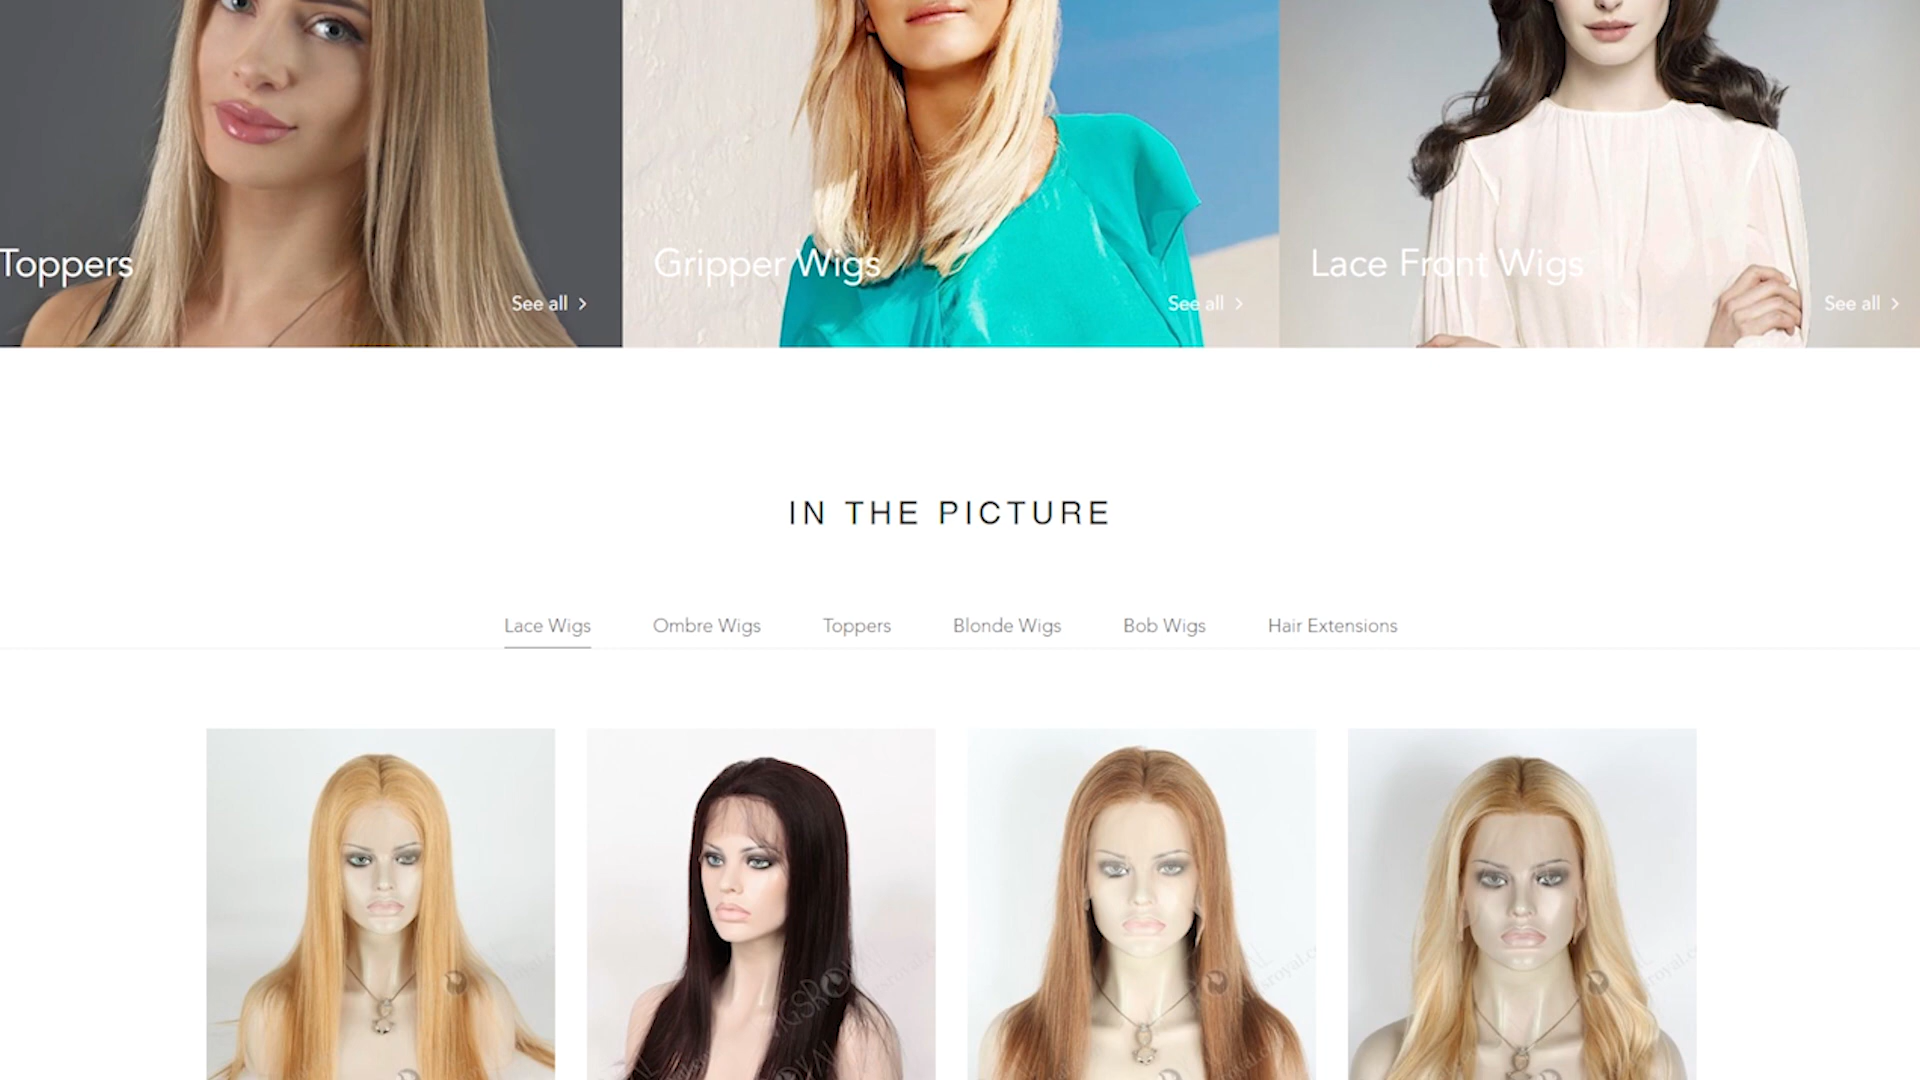 Toppers
See all
Gripper Wigs
See all
Lace Front Wigs
See all
IN THE PICTURE
Lace Wigs
Ombre Wigs
Toppers
Blonde Wigs
Bob Wigs
Hair Extensions